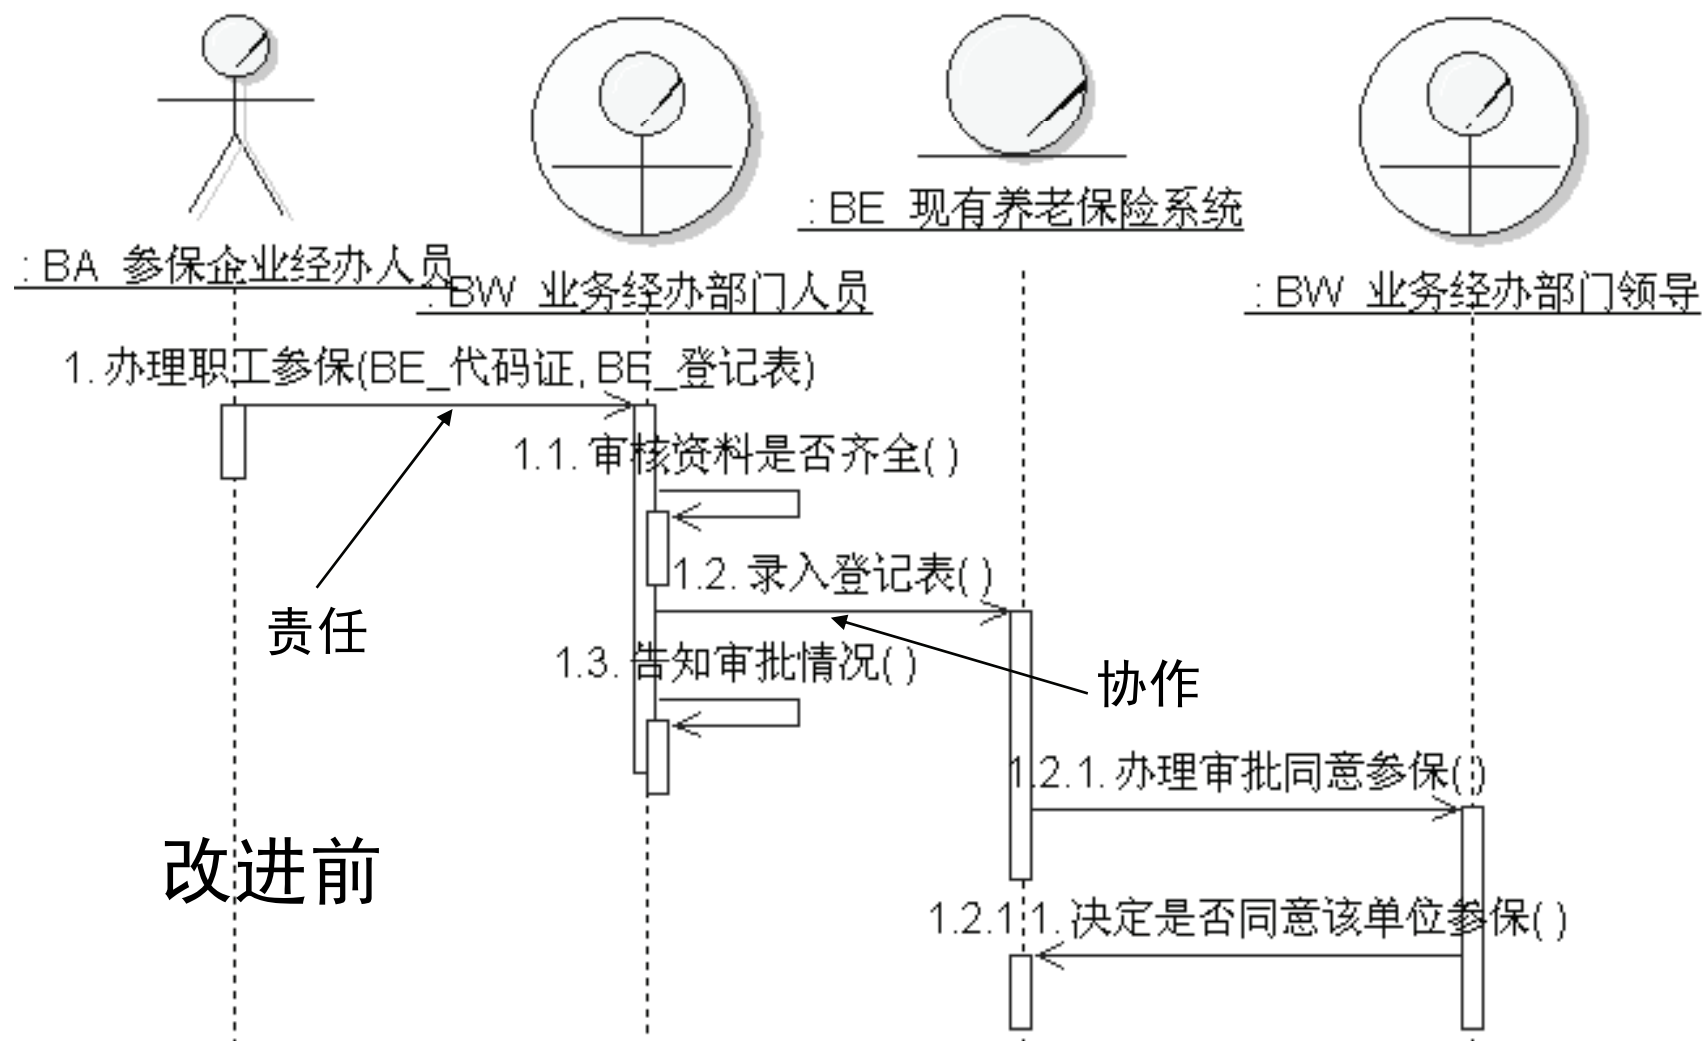 : BE 现有养老保险系统
: BA 参保企业经办人员
: BW 业务经办部门人员
: BW 业务经办部门领导
1. 办理职工参保(BE_代码证, BE_登记表)
1.1. 审核资料是否齐全( )
1.2. 录入登记表( )
责任
1.3. 告知审批情况( )
协作
1.2.1. 办理审批同意参保( )
改进前
1.2.1.1. 决定是否同意该单位参保( )